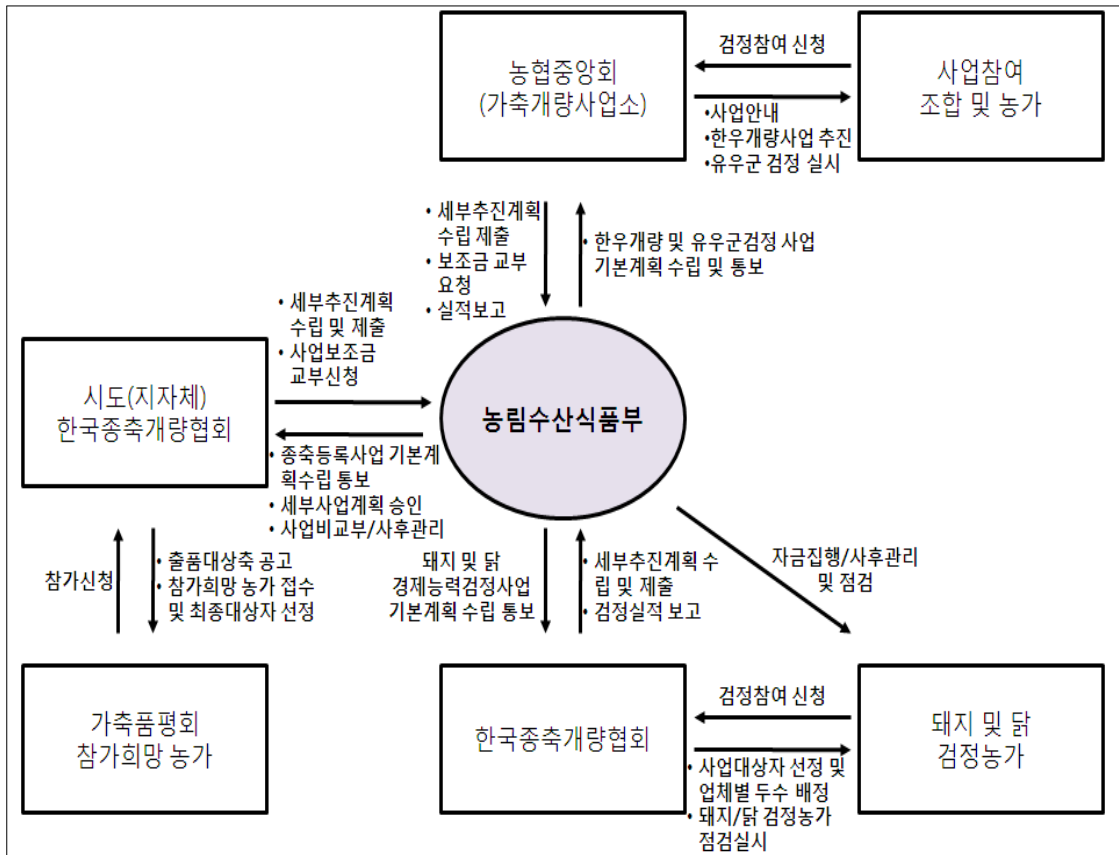 농협중앙회
(가축개량사업소)
검정참여 신청
•사업안내
•한우개량사업 추진
•유우군 검정 실시
사업참여
조합 및 농가
• 세부추진계획
수립 제출
• 보조금 교부
요청
• 실적보고
• 한우개량 및 유우군검정 사업
기본계획 수립 및 통보
• 세부추진계획
수립 및 제출
• 사업보조금
교부신청
시도(지자체)
한국종축개량협회
농림수산식품부
• 종축등록사업 기본계
획수립 통보
• 세부사업계획 승인
• 사업비교부/사후관리
참가신청
• 출품대상축 공고
• 참가희망 농가 접수
및 최종대상자 선정
돼지 및 닭
경제능력검정사업
기본계획 수립 통보
• 세부추진계획 수
립 및 제출
• 검정실적 보고
자금집행/사후관리
및 점검
가축품평회
참가희망 농가
한국종축개량협회
검정참여 신청
• 사업대상자 선정 및
업체별 두수 배정
• 돼지/닭 검정농가
점검실시
돼지 및 닭
검정농가